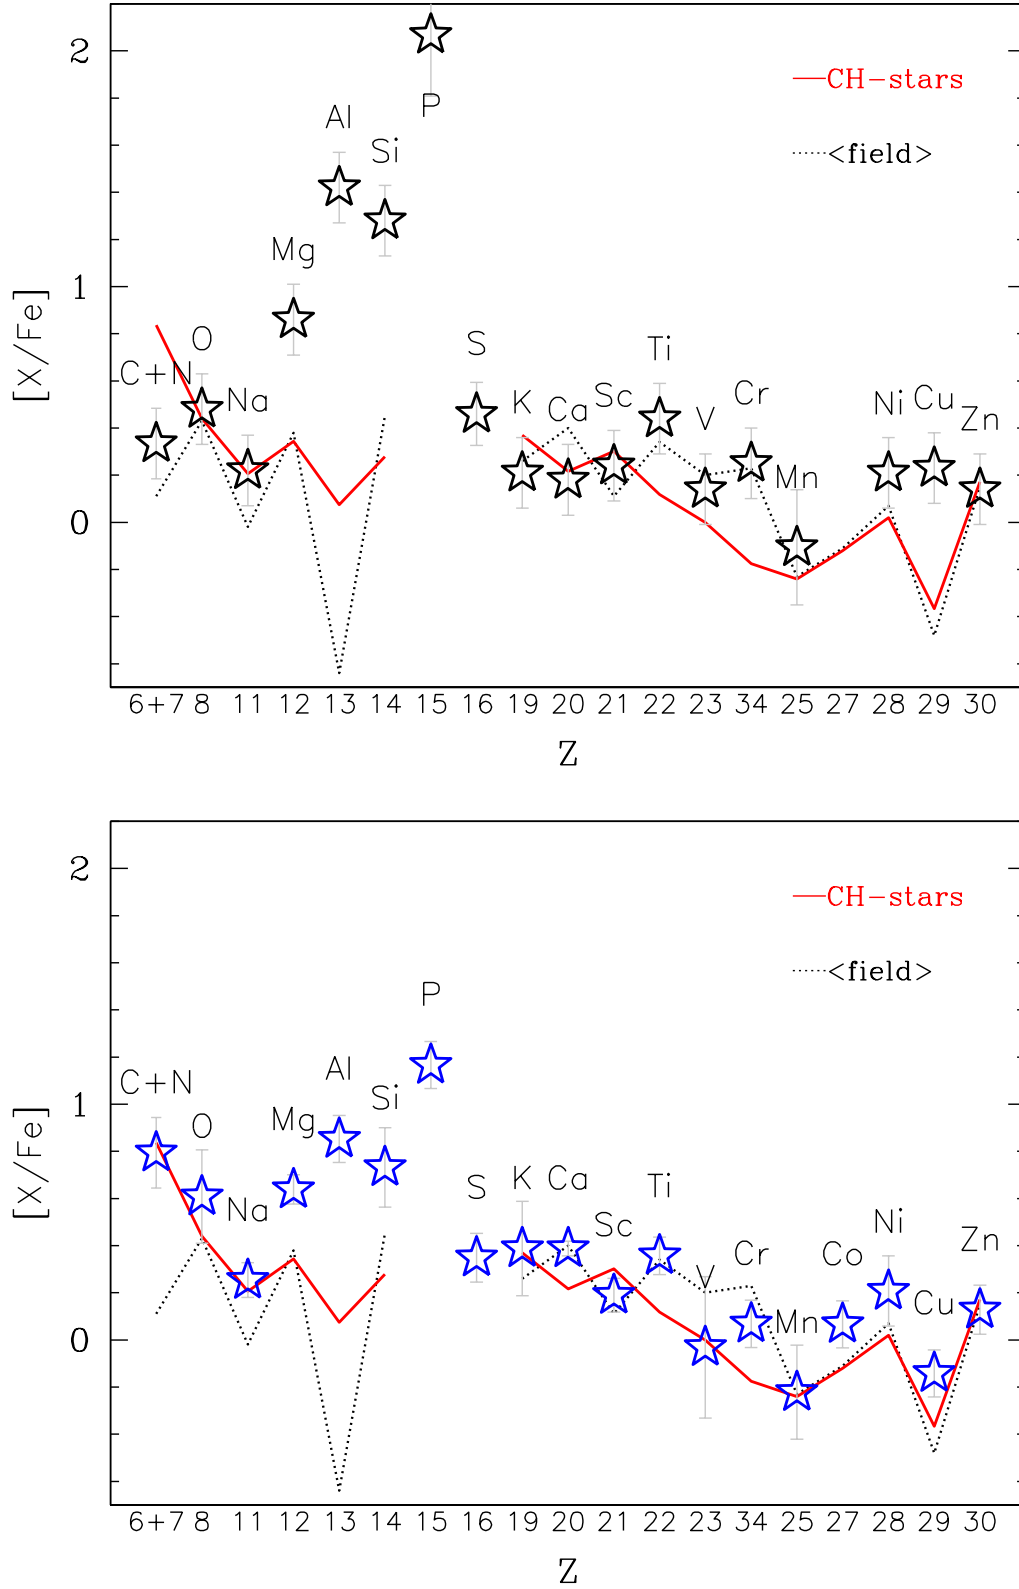 2
P
CH-stars
Al
<field>
Si
1
Mg
[X/Fe]
O
S
Ti
C+N
Na
K
Ca
Sc
V
Cr
Mn
Ni
Cu
Zn
0
6+7 8 11 12 13 14 15 16 19 20 21 22 23 34 25 27 28 29 30
Z
2
CH-stars
<field>
P
Al
C+N
Si
1
O
Mg
[X/Fe]
Na
S
K
Ca
Sc
Ti
V
Cr
Mn
Co
Ni
Cu
Zn
0
6+7 8 11 12 13 14 15 16 19 20 21 22 23 34 25 27 28 29 30
Z